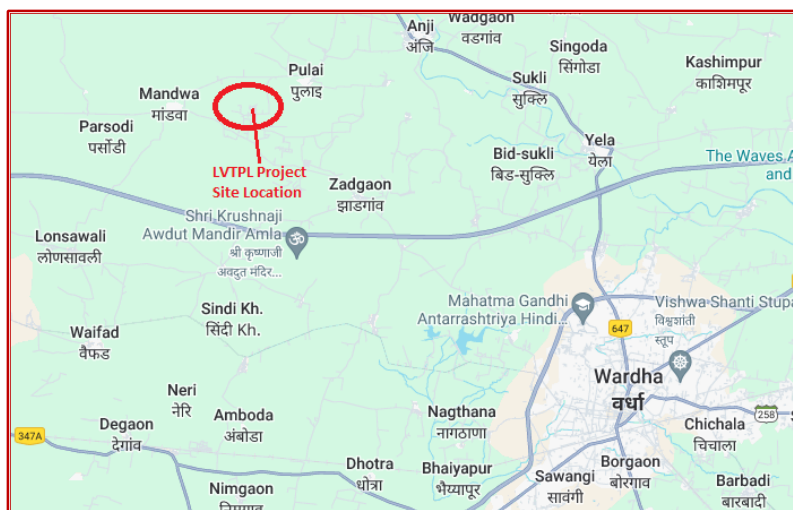 Wadgaon
वडगांव
Anji
अंजि
Singoda
सिंगोडा
Kashimpur
काशिमपूर
Pulai
पुलाइ
Sukli
सुक्लि
Mandwa
मांडवा
Parsodi
पर्सोडी
Yela
येला
LVTPL Project
Site Location
Bid-sukli
बिड-सुक्लि
The Waves A
and
Zadgaon
झाडगांव
Shri Krushnaji
Awdut Mandir Amla
श्री कृष्णाजी
अवदुत मंदिर...
Lonsawali
लोणसावली
Sindi Kh.
सिंदी Kh.
Mahatma Gandhi
Antarrashtriya Hindi...
Vishwa Shanti Stupa
विश्वशांती
स्तूप
647
Waifad
वैफड
Wardha
वर्धा
Neri
नेरि
Amboda
अंबोडा
Nagthana
नागठाणा
258
Chichala
चिचाला
Degaon
देगांव
347A
Dhotra
धोत्रा
Bhaiyapur
भैय्यापूर
Borgaon
बोरगाव
Sawangi
सावंगी
Barbadi
बारबादी
Nimgaon